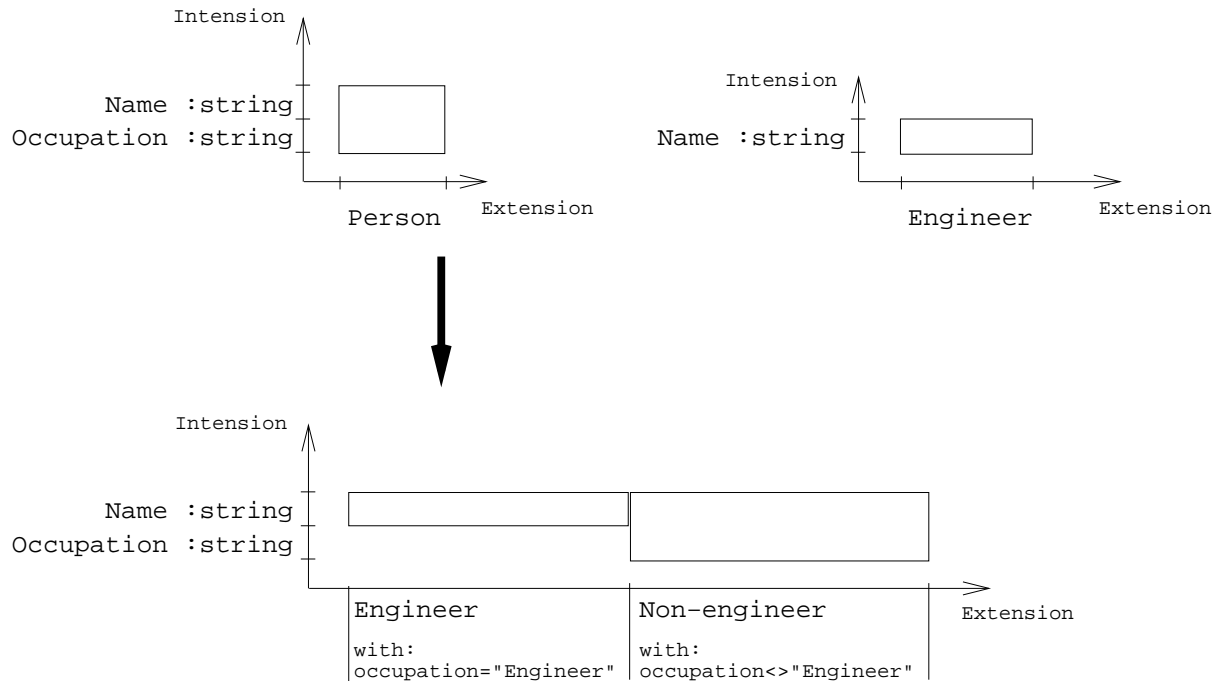 Intension
Name :string
Occupation :string
Person
Extension
Intension
Name :string
Engineer
Extension
Intension
Name :string
Occupation :string
Engineer
with:
occupation="Engineer"
Non-engineer
with:
occupation<>"Engineer"
Extension